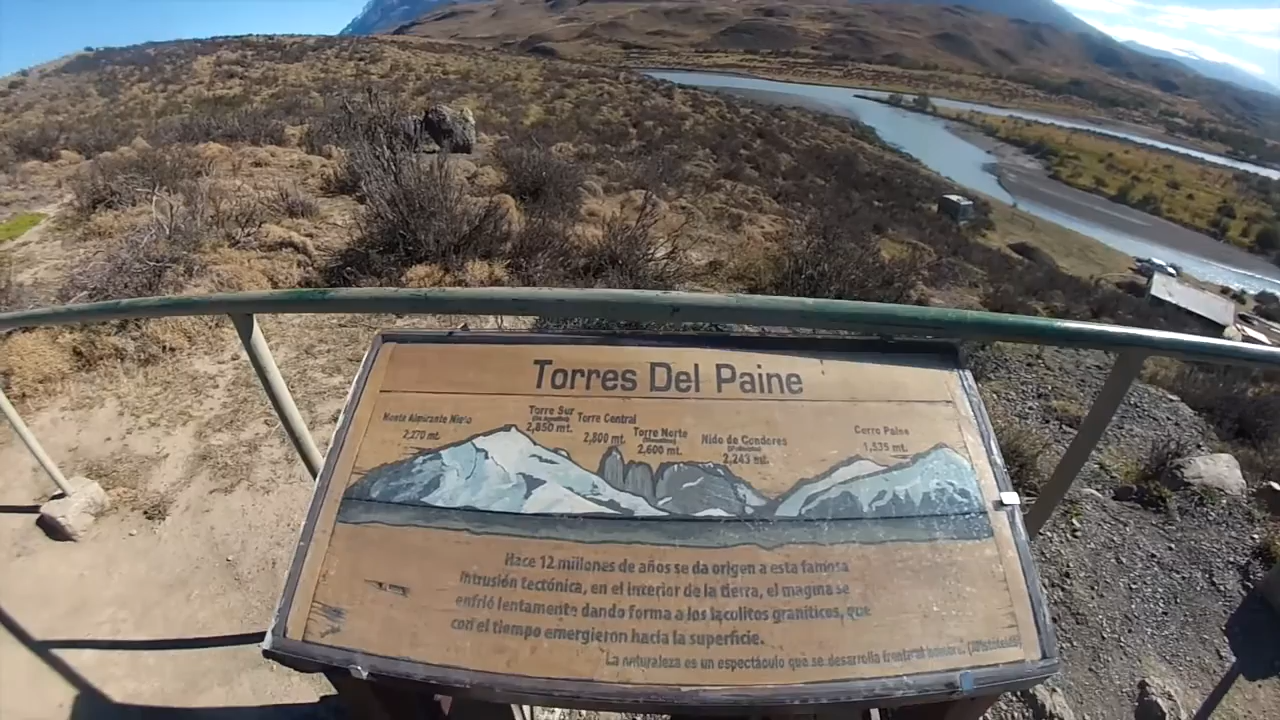 Torres Del Paine
Monte Almirante Nieto
2,270 mt.
Torre Sur
2,850 mt.
Torre Central
2,800 mt.
Torre Norte
2,600 mt.
Nido de Condores
2,243 mt.
Cerro Paine
1,535 mt.
Hace 12 millones de años se da origen a esta famosa
intrusión tectónica, en el interior de la tierra, el magma se
enfrió lentamente dando forma a los lacolitos graníticos, que
con el tiempo emergieron hacia la superficie.
La naturaleza es un espectáculo que se desarrolla frente al hombre". (Aristóteles)